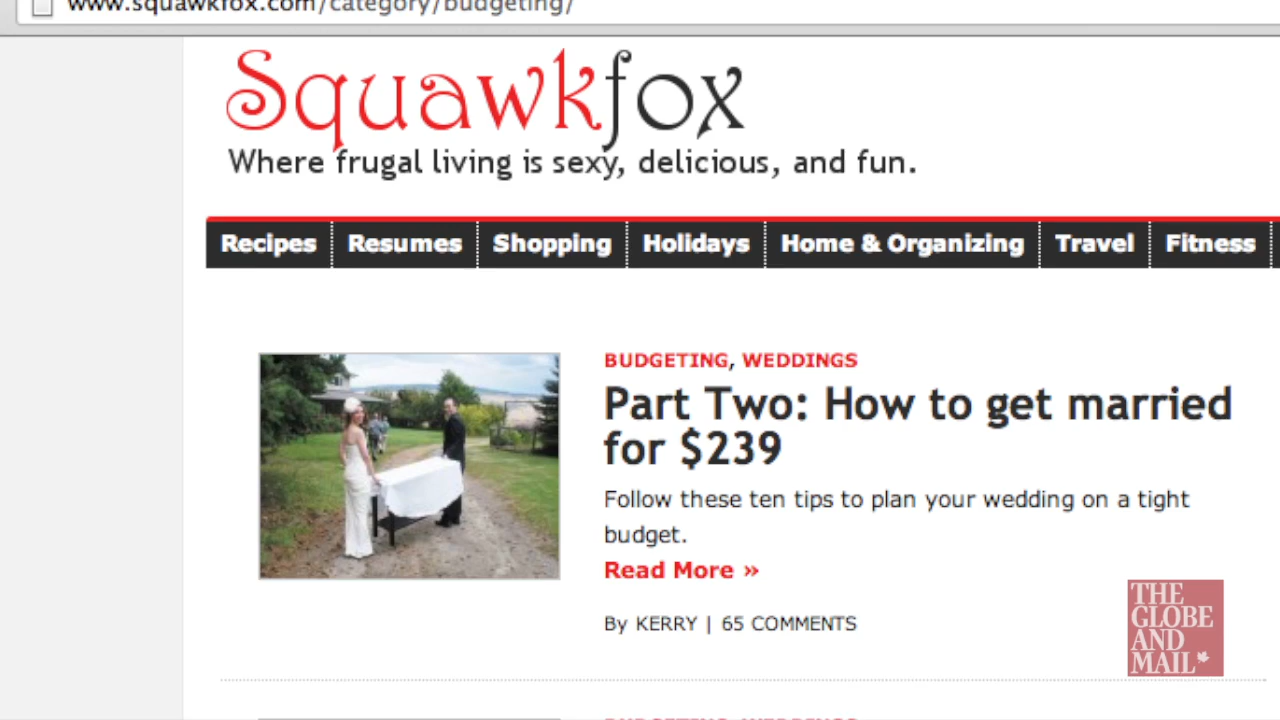 www.squawkfox.com/category/budgeting/
Squawkfox
Where frugal living is sexy, delicious, and fun.
Recipes Resumes Shopping Holidays Home & Organizing Travel Fitness
BUDGETING, WEDDINGS
Part Two: How to get married
for $239
Follow these ten tips to plan your wedding on a tight
budget.
Read More »
By KERRY | 65 COMMENTS
THE
GLOBE
AND
MAIL